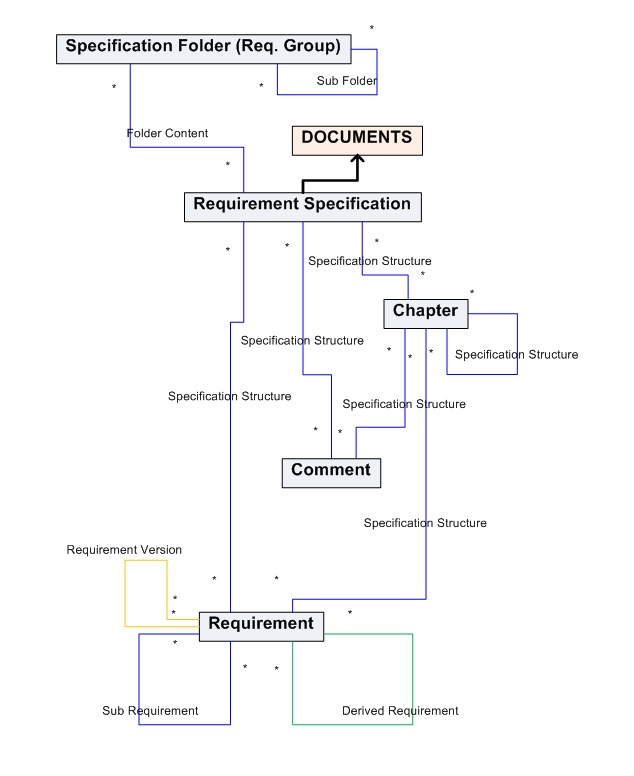 *
Specification Folder (Req. Group)
Sub Folder
*
*
Folder Content
DOCUMENTS
*
Requirement Specification
*
*
*
Specification Structure
*
*
Chapter
Specification Structure
*
*
*
Specification Structure
Specification Structure
Specification Structure
*
*
Comment
Specification Structure
Requirement Version
*
*
*
*
*
Requirement
*
*
*
Sub Requirement
Derived Requirement